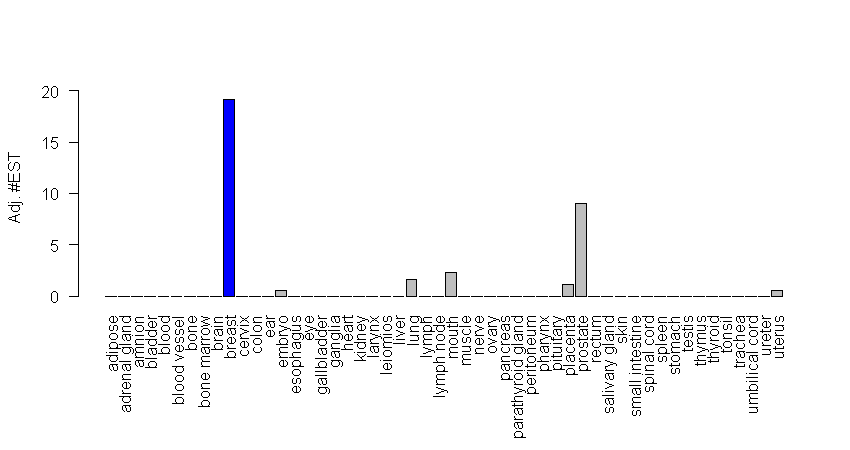 20
15
10
5
0
Adj. #EST
adipose
adrenal gland
amnion
bladder
blood
blood vessel
bone
bone marrow
brain
breast
cervix
colon
ear
embryo
esophagus
eye
gallbladder
ganglia
heart
kidney
larynx
leiomios
liver
lung
lymph
lymph node
mouth
muscle
nerve
ovary
pancreas
parathyroid gland
peritoneum
pharynx
pituitary
placenta
prostate
rectum
salivary gland
skin
small intestine
spinal cord
spleen
stomach
testis
thymus
thyroid
tonsil
trachea
umbilical cord
ureter
uterus